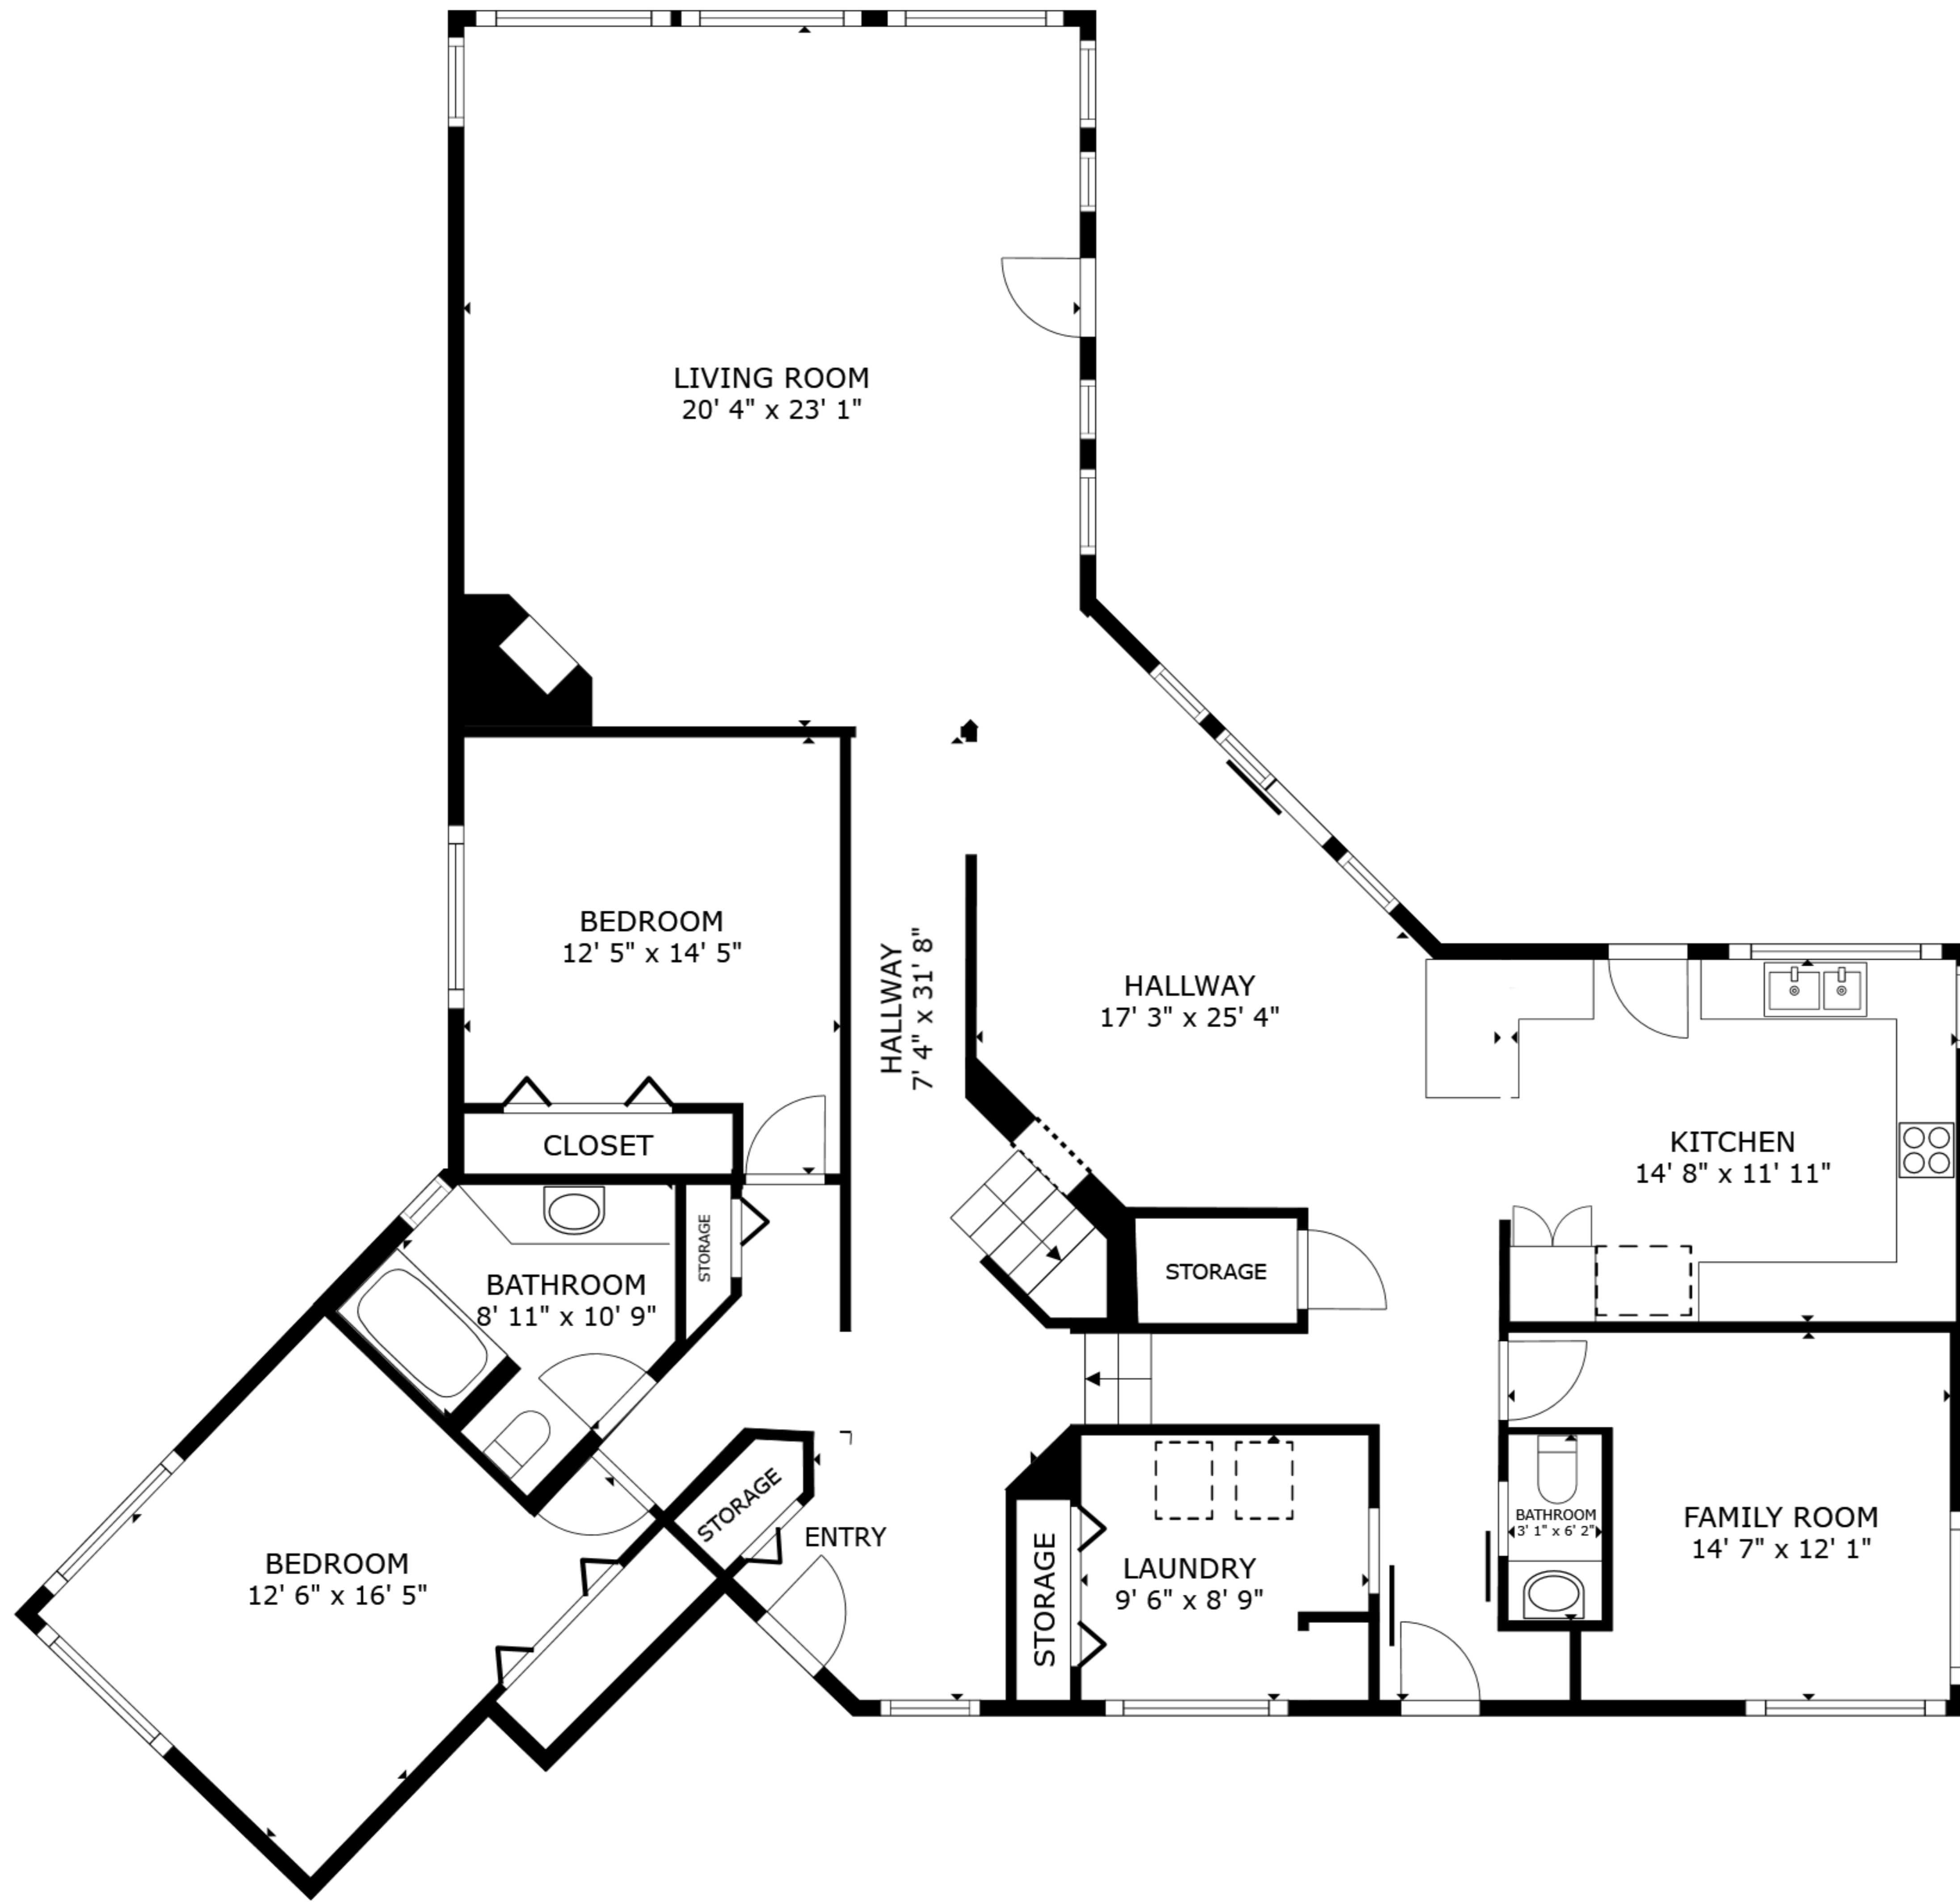 LIVING ROOM
20' 4" x 23' 1"
BEDROOM
12' 5" x 14' 5"
HALLWAY
7' 4" x 31' 8"
HALLWAY
17' 3" x 25' 4"
CLOSET
KITCHEN
14' 8" x 11' 11"
STORAGE
BATHROOM
8' 11" x 10' 9"
STORAGE
STORAGE
ENTRY
BEDROOM
12' 6" x 16' 5"
STORAGE
LAUNDRY
9' 6" x 8' 9"
BATHROOM
3' 1" x 6' 2"
FAMILY ROOM
14' 7" x 12' 1"